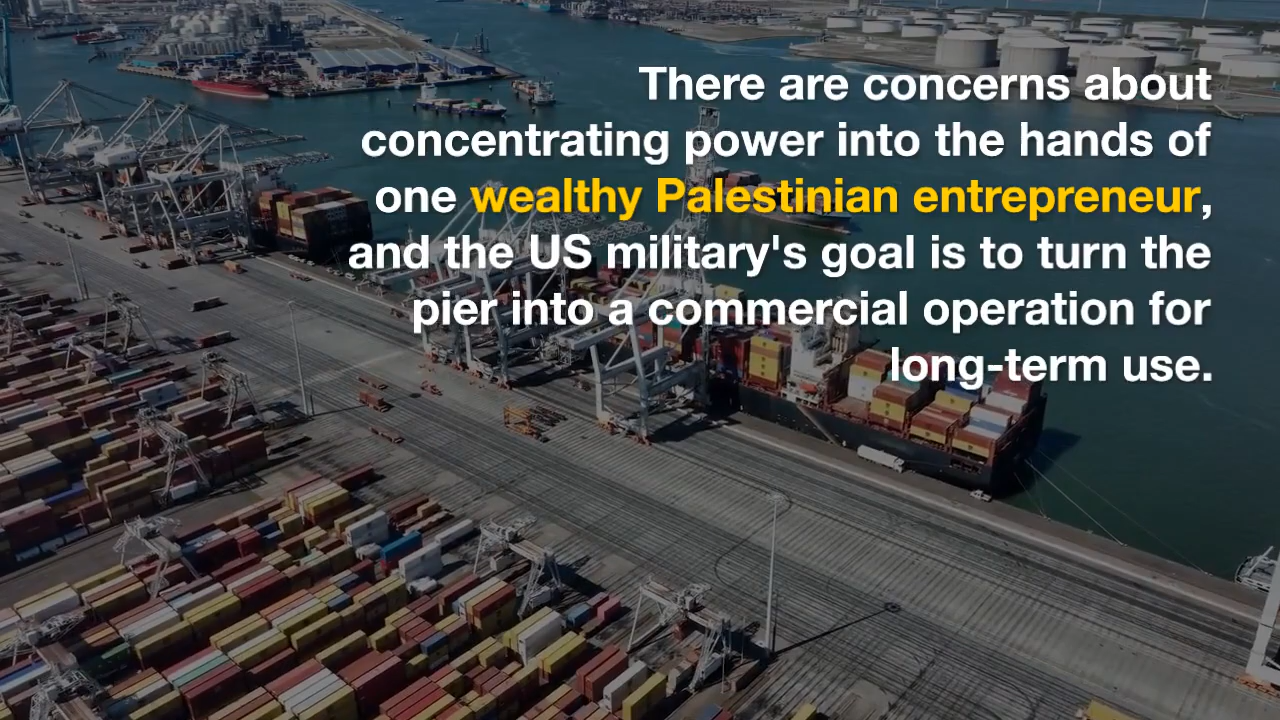 There are concerns about
concentrating power into the hands of
one wealthy Palestinian entrepreneur,
and the US military's goal is to turn the
pier into a commercial operation for
long-term use.